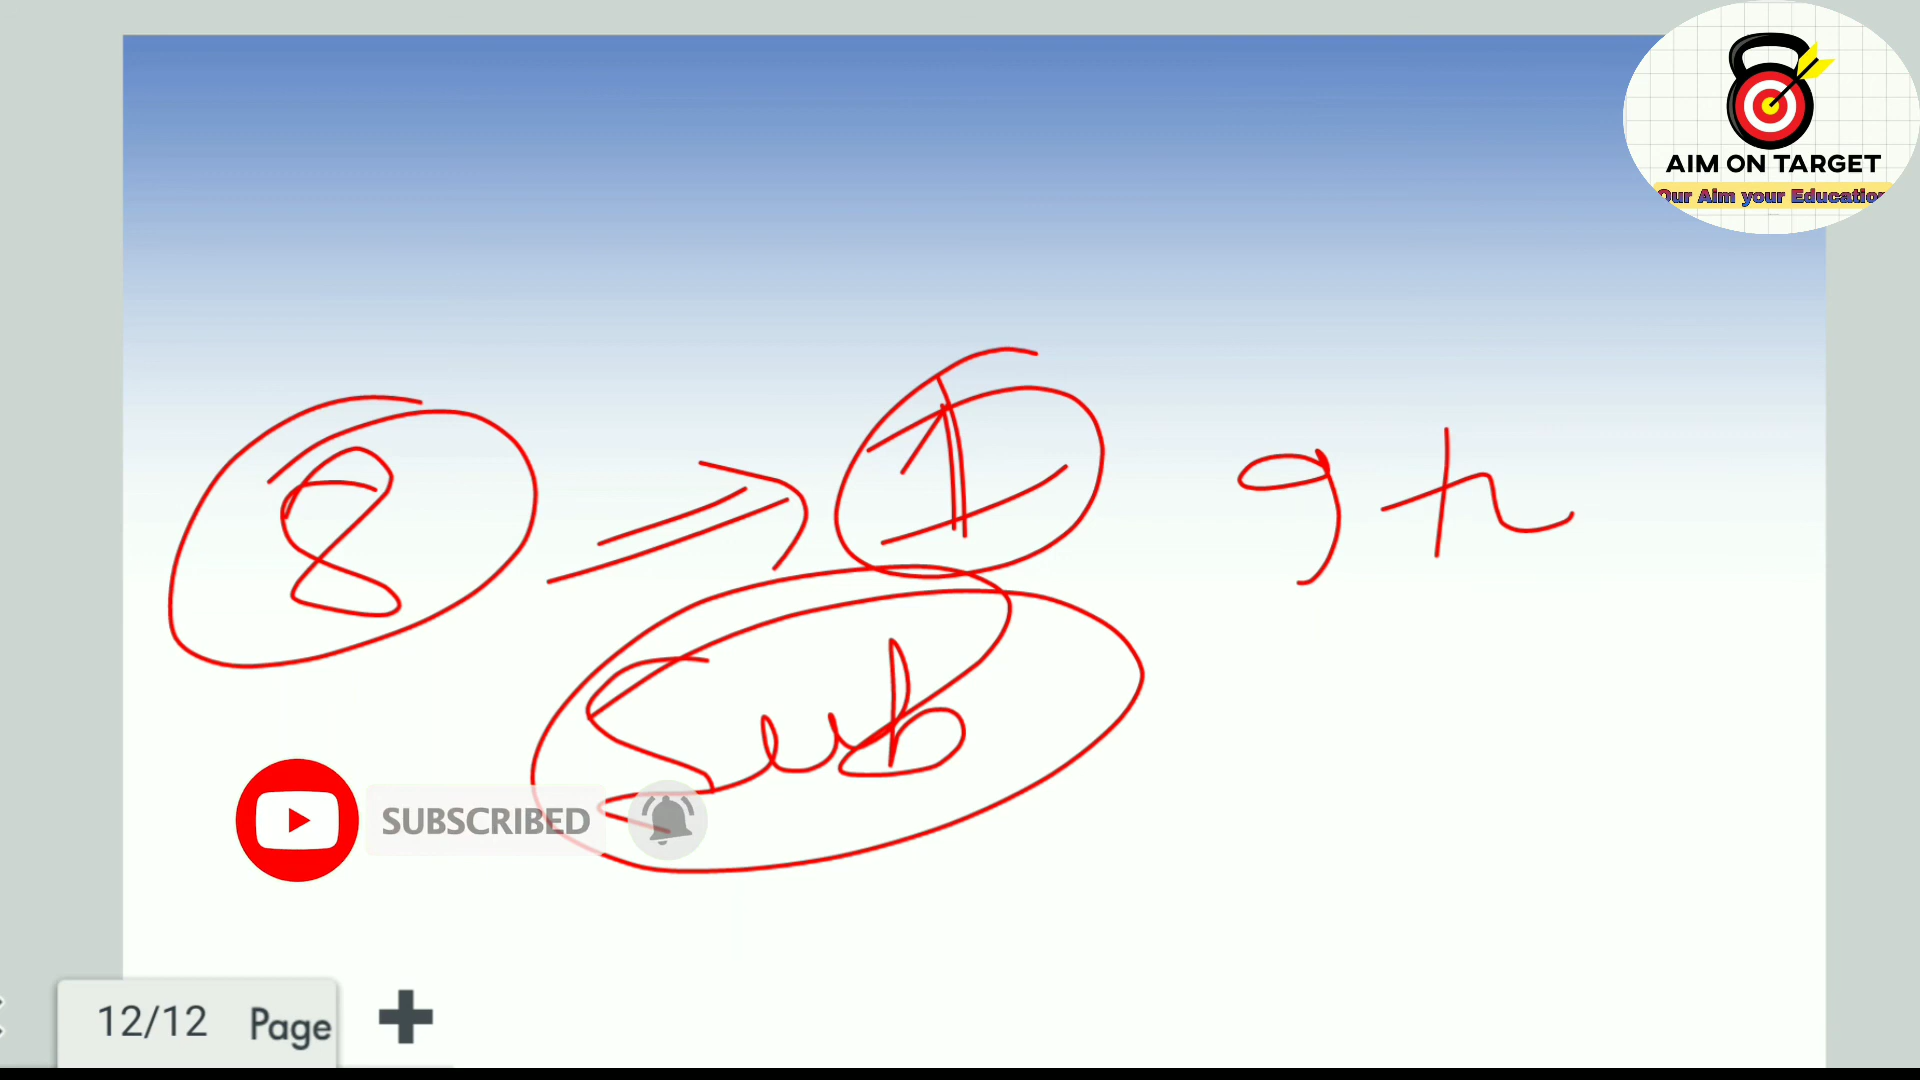 AIM ON TARGET
Our Aim your Education
8 ⇒ 1 9th
Sub
SUBSCRIBED
12/12 Page